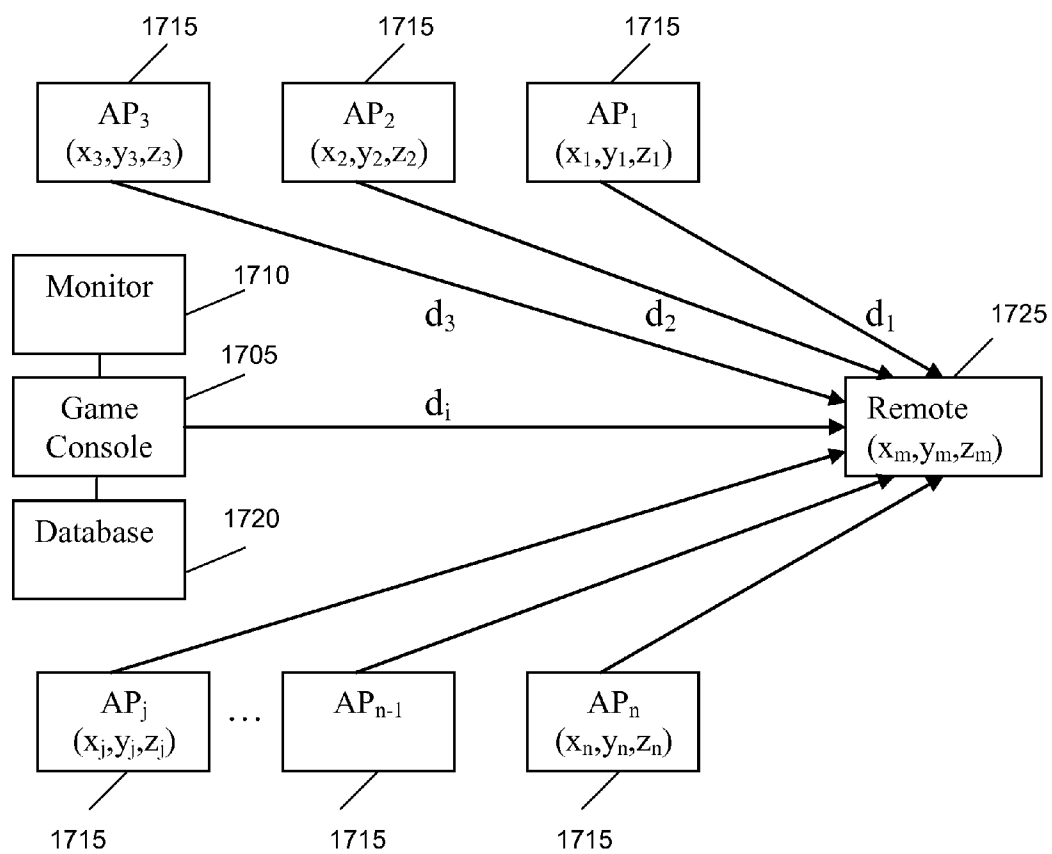 1715
1715
1715
AP₃
(x₃,y₃,z₃)
AP₂
(x₂,y₂,z₂)
AP₁
(x₁,y₁,z₁)
Monitor
1710
d₃
d₂
d₁
1725
1705
Game
Console
dᵢ
Remote
(xₘ,yₘ,zₘ)
Database
1720
APⱼ
(xⱼ,yⱼ,zⱼ)
…
APₙ₋₁
APₙ
(xₙ,yₙ,zₙ)
1715
1715
1715